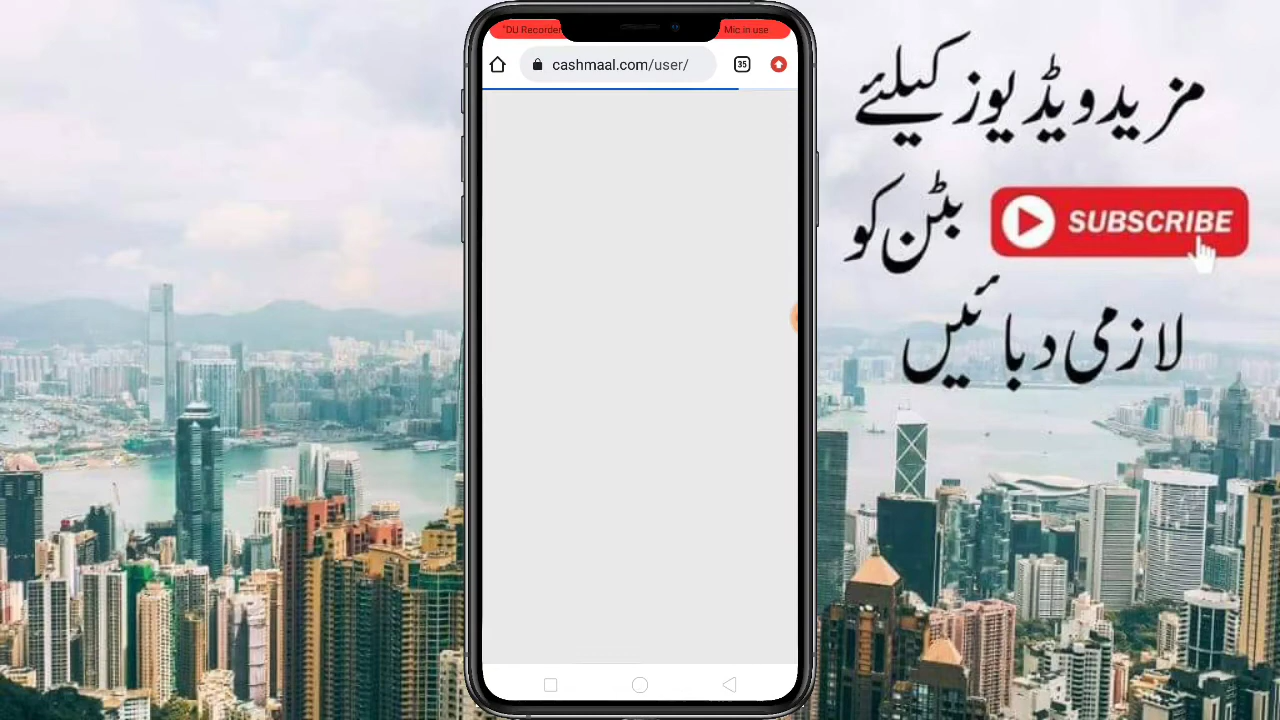 "DU Recorder
Mic in use
cashmaal.com/user/
35
مزید ویڈیوز کیلئے
SUBSCRIBE بٹن کو
لازمی دبائیں